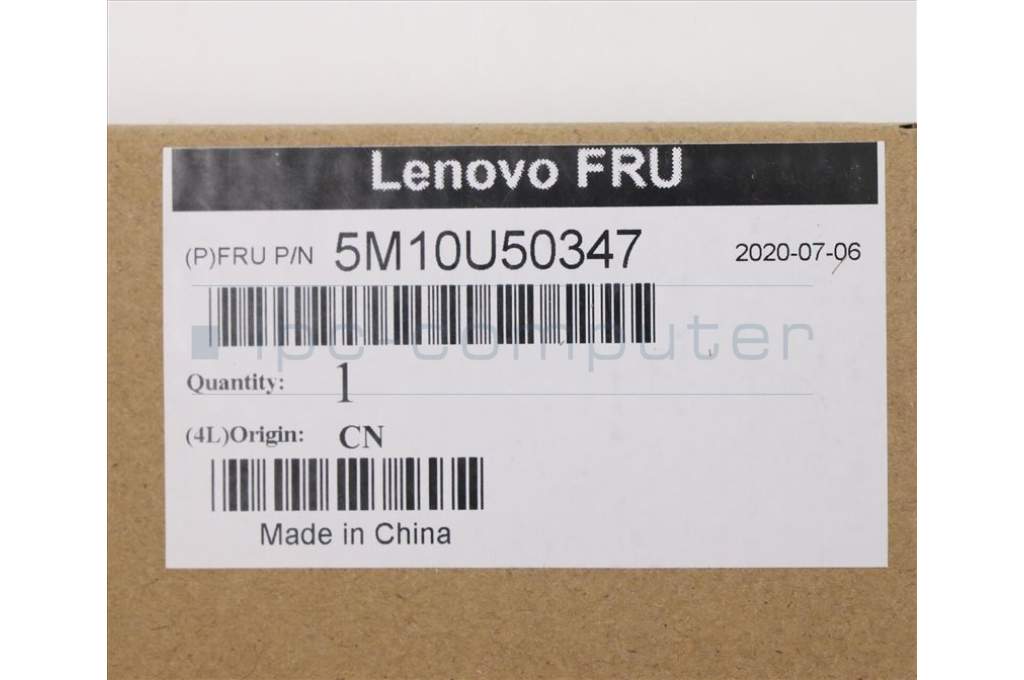 Lenovo FRU
(P)FRU P/N 5M10U50347 2020-07-06
ipc-computer
Quantity: 1
(4L)Origin: CN
Made in China